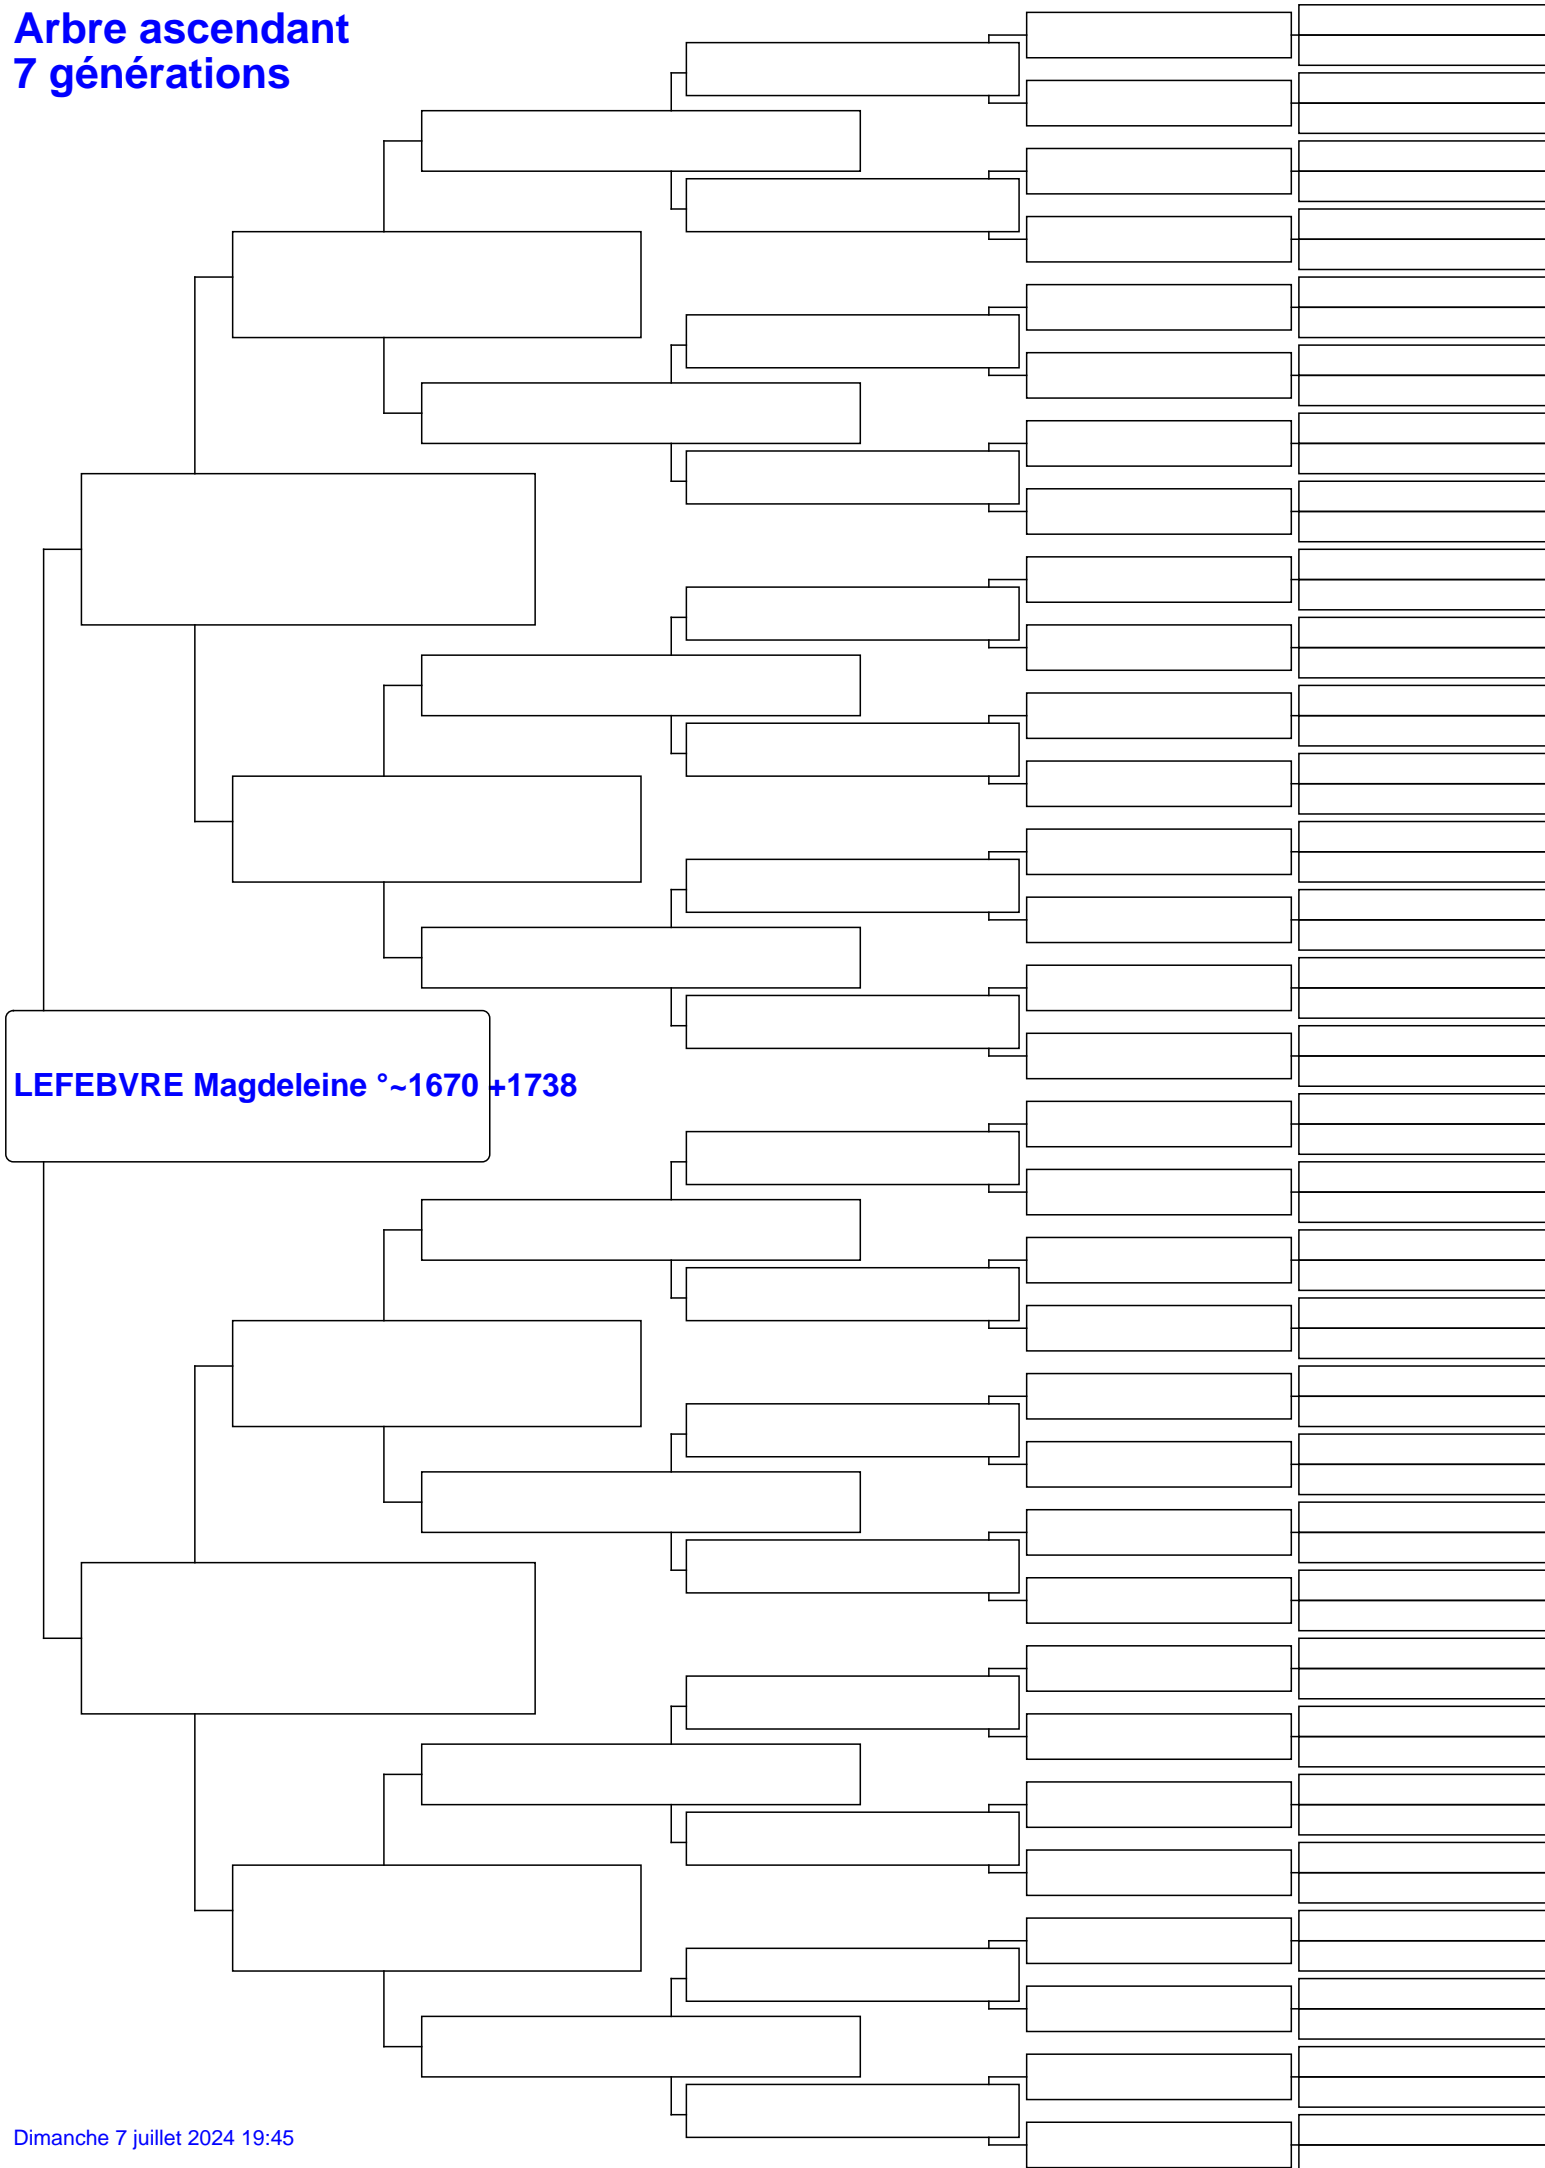 Arbre ascendant
7 générations
LEFEBVRE Magdeleine °~1670 +1738
Dimanche 7 juillet 2024 19:45